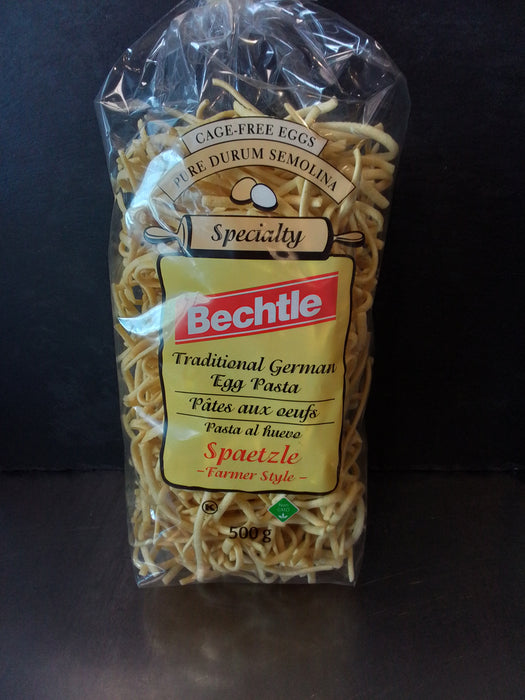 CAGE-FREE EGGS
PURE DURUM SEMOLINA
Specialty
Bechtle
Traditional German
Egg Pasta
Pâtes aux oeufs
Pasta al huevo
Spaetzle
-Farmer Style-
K
500 g